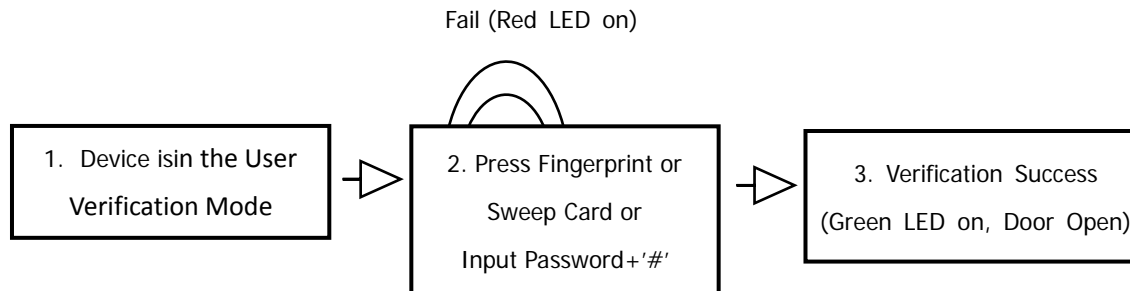 Fail (Red LED on)
1. Device isin the User
Verification Mode
2. Press Fingerprint or
Sweep Card or
Input Password+'#'
3. Verification Success
(Green LED on, Door Open)